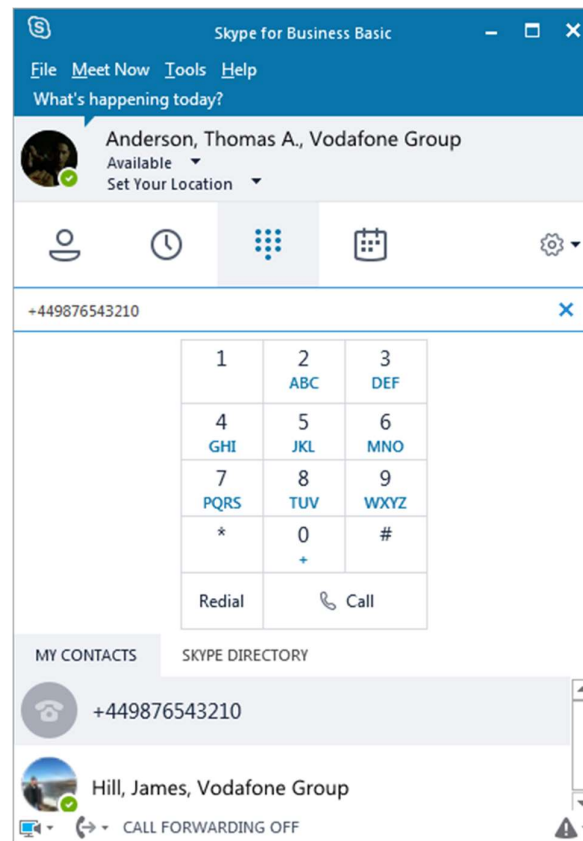 Skype for Business Basic
File Meet Now Tools Help
What's happening today?
Anderson, Thomas A., Vodafone Group
Available
Set Your Location
+449876543210
1 2 3
ABC DEF
4 5 6
GHI JKL MNO
7 8 9
PQRS TUV WXYZ
* 0 #
+
Redial Call
MY CONTACTS SKYPE DIRECTORY
+449876543210
Hill, James, Vodafone Group
CALL FORWARDING OFF